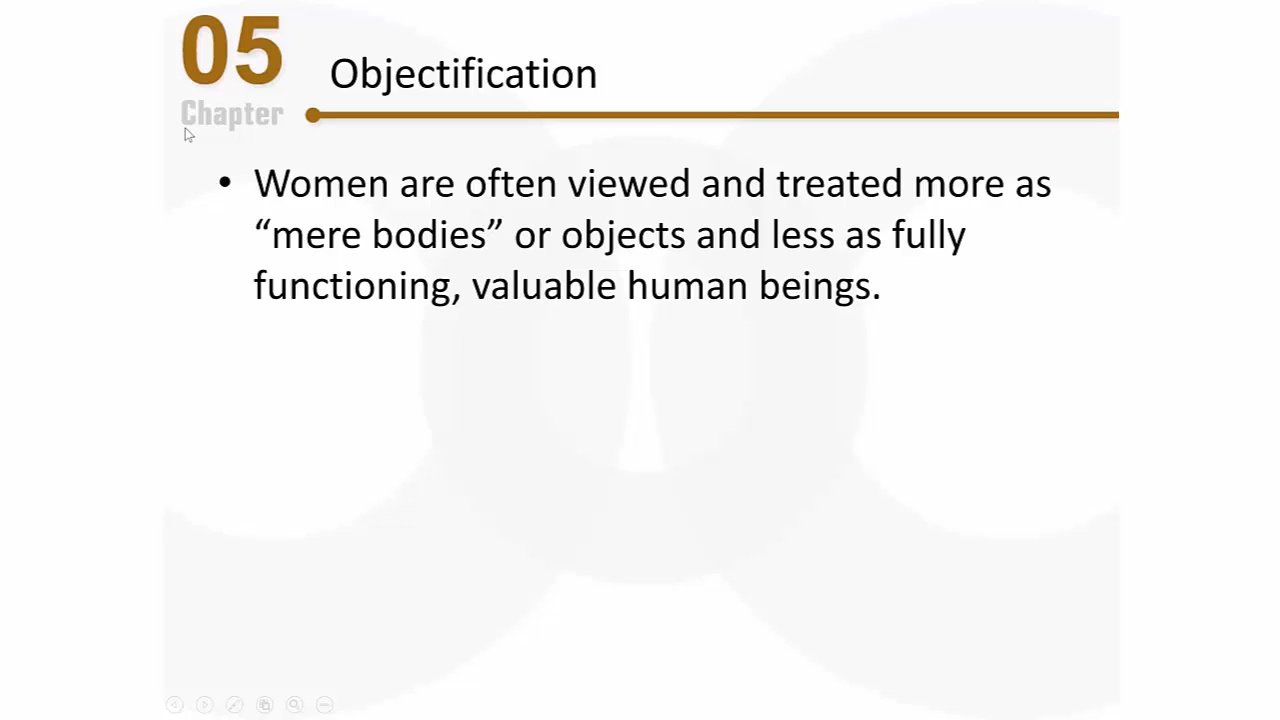 05
Chapter
Objectification
• Women are often viewed and treated more as
“mere bodies” or objects and less as fully
functioning, valuable human beings.